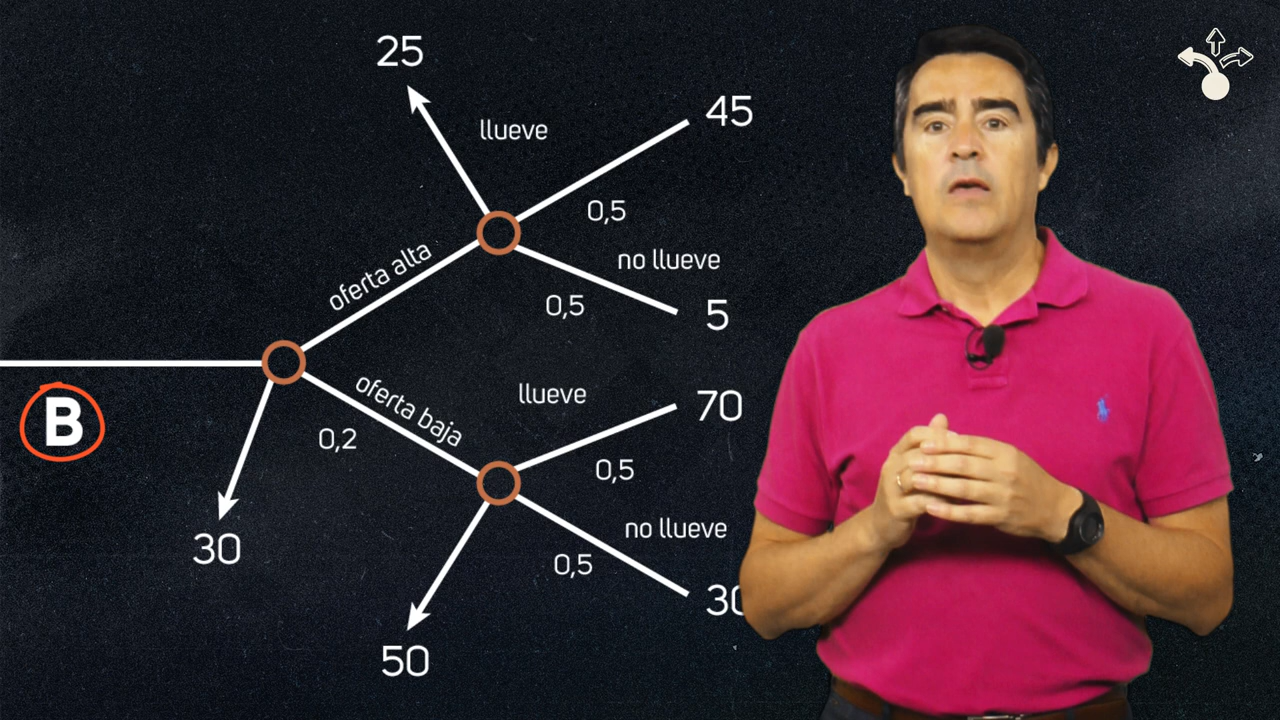 25
llueve
45
0,5
oferta alta
no llueve
0,5
5
B
oferta baja
0,2
llueve
70
0,5
no llueve
0,5
30
30
50